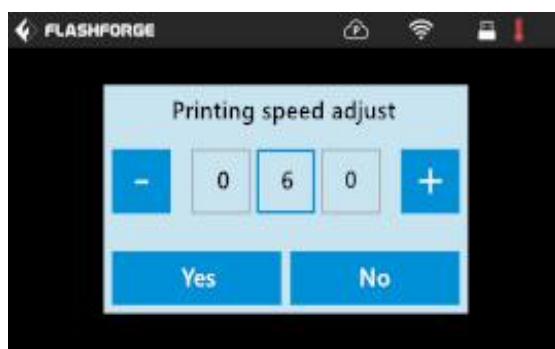 FLASHFORGE
Printing speed adjust
- 0 6 0 +
Yes No